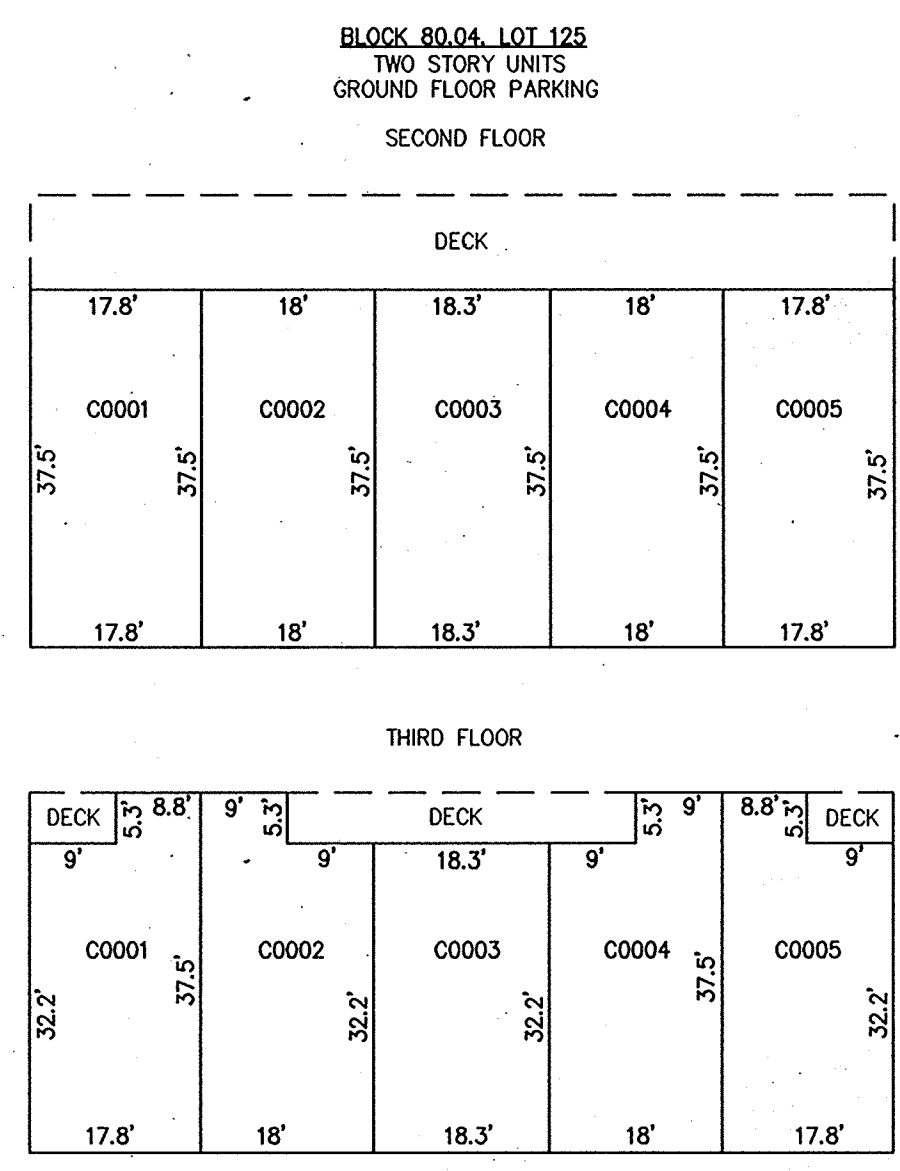 BLOCK 80.04, LOT 125
TWO STORY UNITS
GROUND FLOOR PARKING
SECOND FLOOR
DECK
17.8' 18' 18.3' 18' 17.8'
C0001 C0002 C0003 C0004 C0005
37.5' 37.5' 37.5' 37.5' 37.5' 37.5'
17.8' 18' 18.3' 18' 17.8'
THIRD FLOOR
DECK 5.3' 8.8' 9' 5.3' DECK 5.3' 9' 8.8' 5.3' DECK
9' 9' 18.3' 9' 9'
C0001 C0002 C0003 C0004 C0005
32.2' 37.5' 32.2' 32.2' 37.5' 32.2'
17.8' 18' 18.3' 18' 17.8'